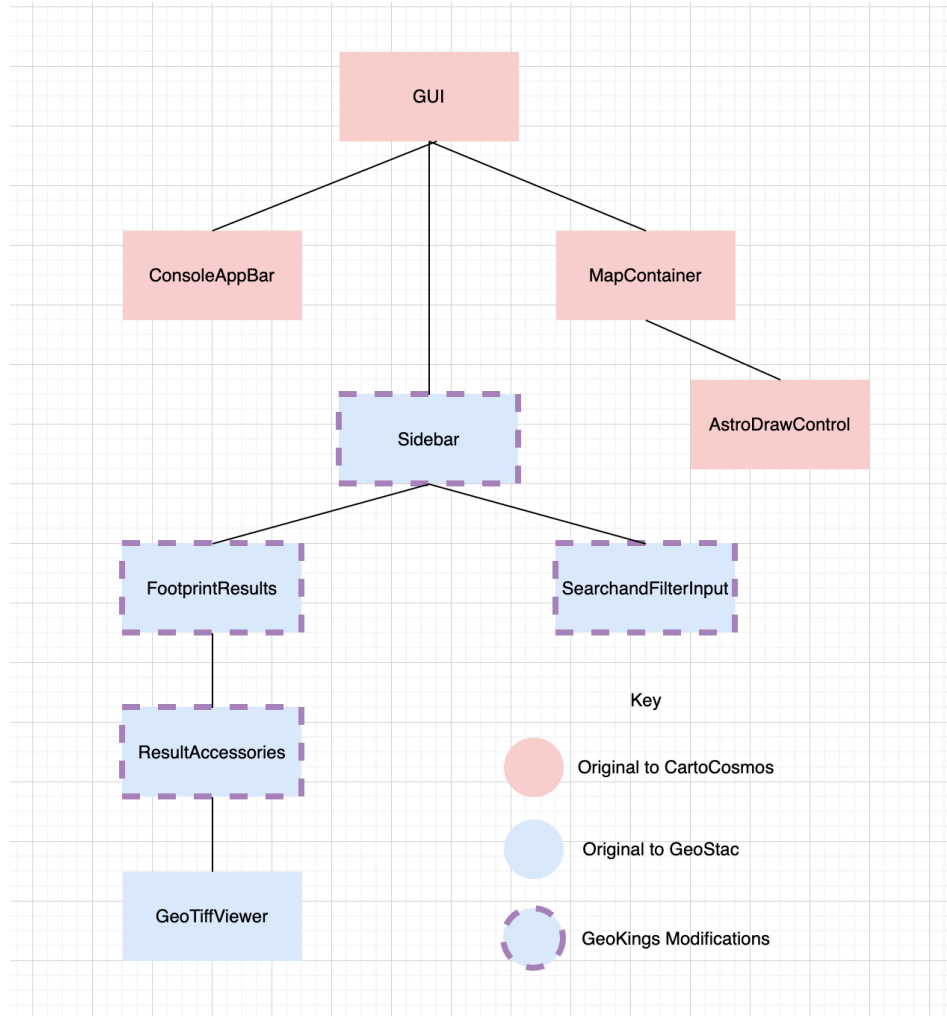 GUI
ConsoleAppBar
MapContainer
AstroDrawControl
Sidebar
FootprintResults
SearchandFilterInput
ResultAccessories
GeoTiffViewer
Key
Original to CartoCosmos
Original to GeoStac
GeoKings Modifications